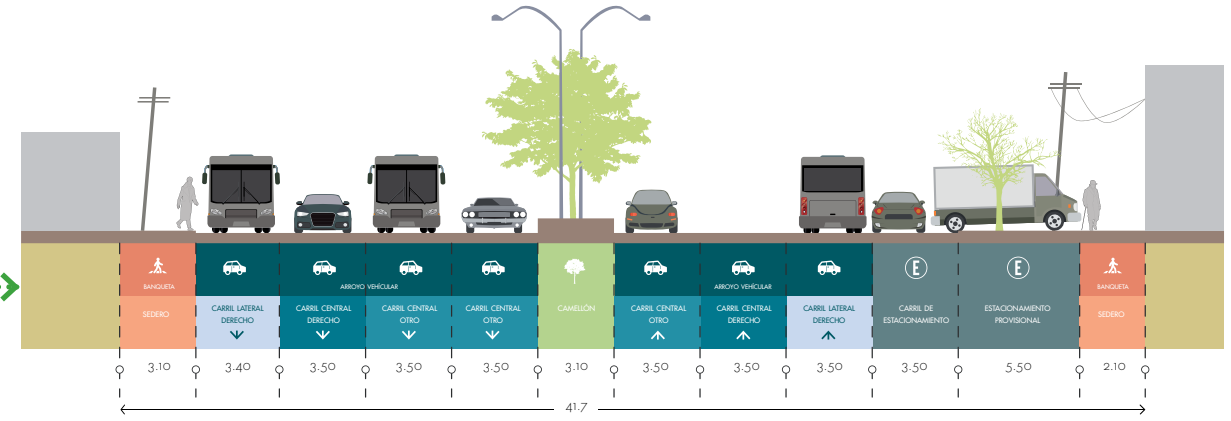 BANQUETA
ARROYO VEHÍCULAR
E
ARROYO VEHÍCULAR
E
BANQUETA
SEDERO
CARRIL LATERAL
DERECHO
CARRIL CENTRAL
DERECHO
CARRIL CENTRAL
OTRO
CARRIL CENTRAL
OTRO
CAMELLÓN
CARRIL CENTRAL
OTRO
CARRIL CENTRAL
DERECHO
CARRIL LATERAL
DERECHO
CARRIL DE
ESTACIONAMIENTO
ESTACIONAMIENTO
PROVISIONAL
SEDERO
3.10
3.40
3.50
3.50
3.50
3.10
3.50
3.50
3.50
3.50
5.50
2.10
41.7